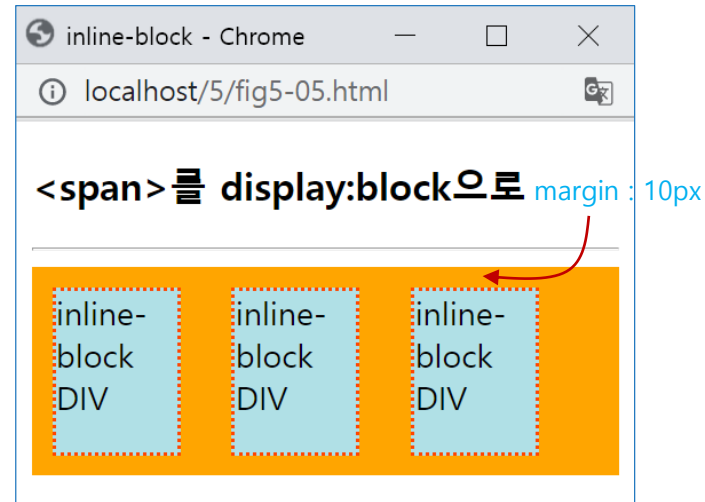 inline-block - Chrome
localhost/5/fig5-05.html
<span>를 display:block으로
margin : 10px
inline-
block
DIV
inline-
block
DIV
inline-
block
DIV